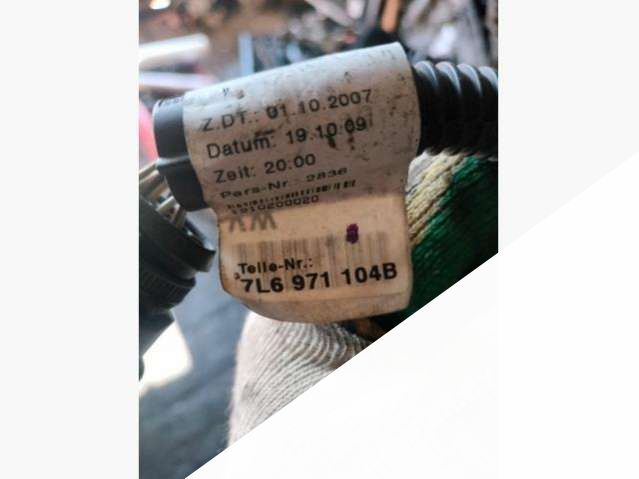 Z.DT.: 01.10.2007
Datum: 19.10.09
Zeit: 20.00
Pers-Nr.: 2836
1910200020
Teile-Nr.:
7L6 971 104B